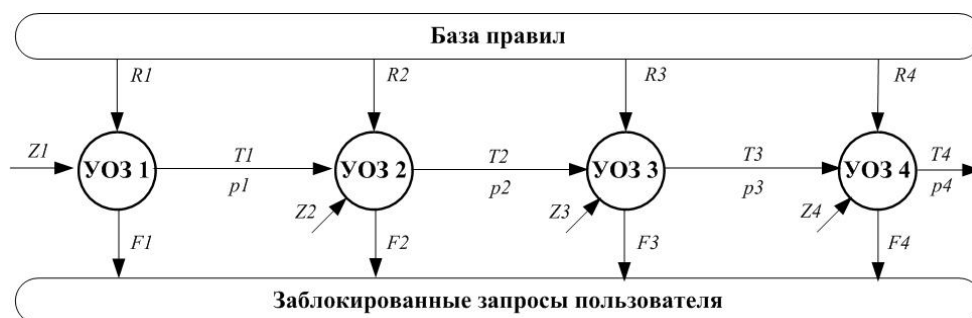 База правил
R1 R2 R3 R4
Z1 УОЗ 1 T1 УОЗ 2 T2 УОЗ 3 T3 УОЗ 4 T4
p1 p2 p3 p4
Z2 Z3 Z4
F1 F2 F3 F4
Заблокированные запросы пользователя